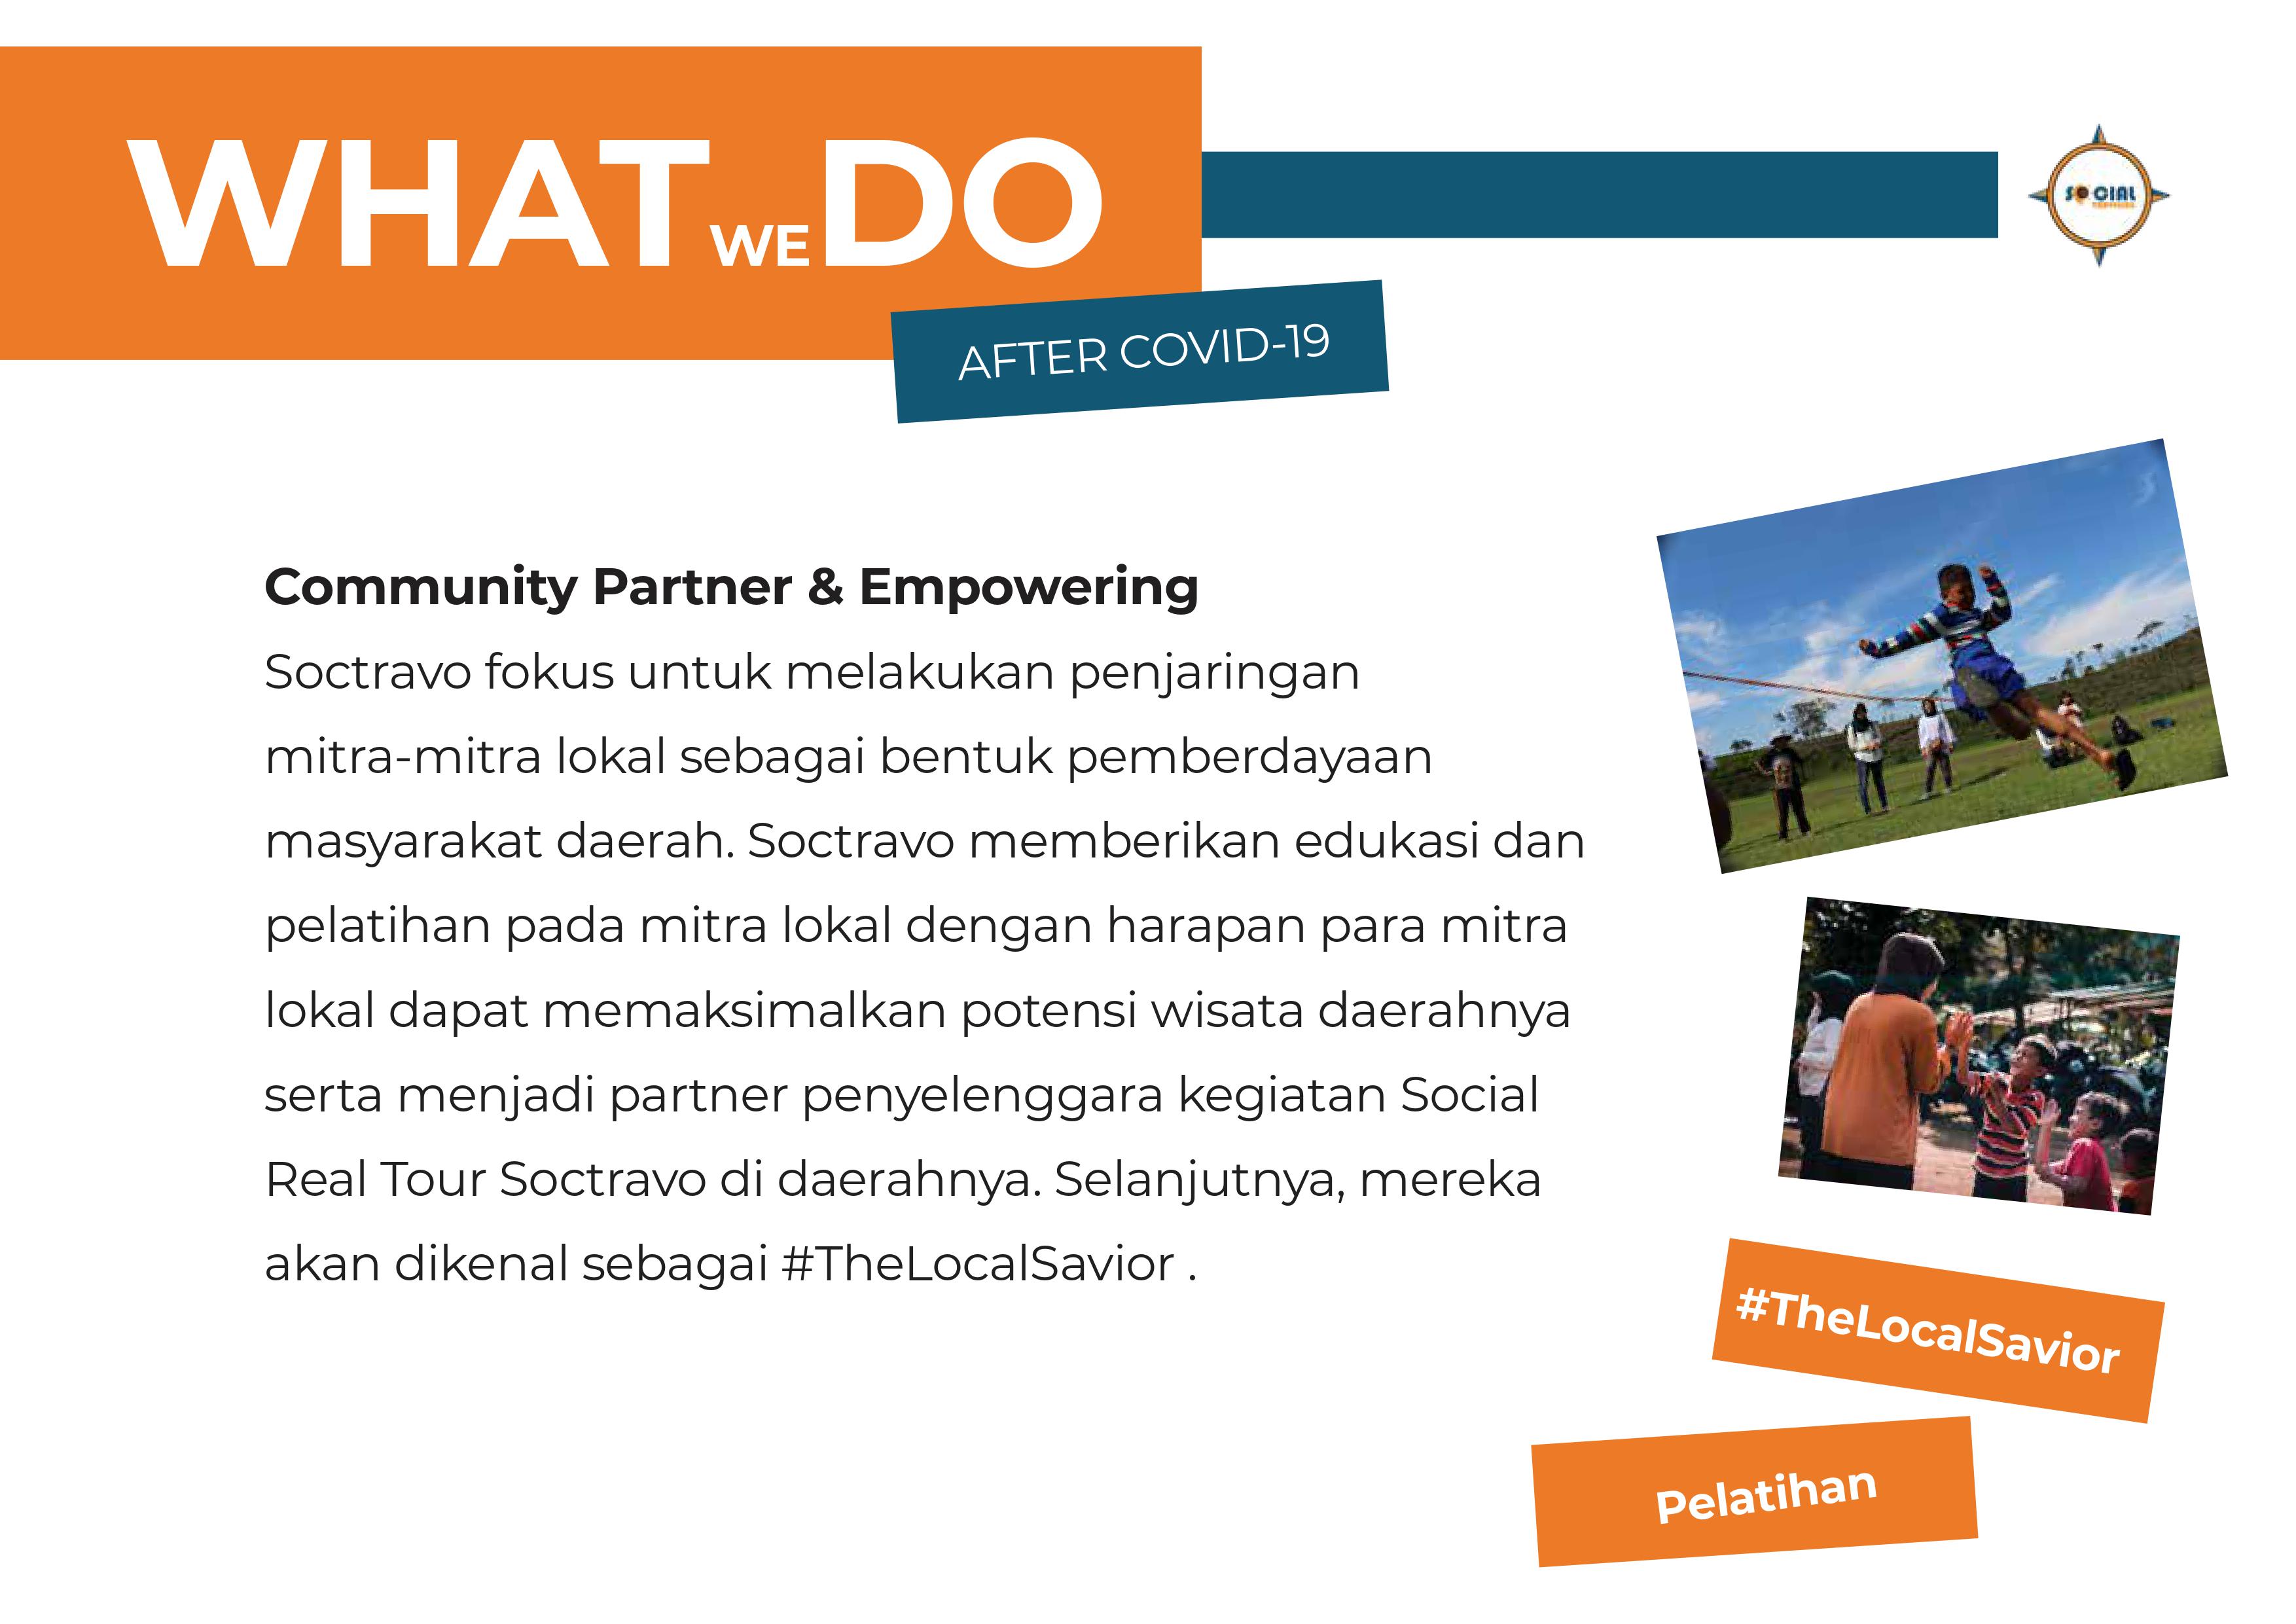 WHAT WE DO
AFTER COVID-19
SOCIAL
Community Partner & Empowering
Soctravo fokus untuk melakukan penjaringan
mitra-mitra lokal sebagai bentuk pemberdayaan
masyarakat daerah. Soctravo memberikan edukasi dan
pelatihan pada mitra lokal dengan harapan para mitra
lokal dapat memaksimalkan potensi wisata daerahnya
serta menjadi partner penyelenggara kegiatan Social
Real Tour Soctravo di daerahnya. Selanjutnya, mereka
akan dikenal sebagai #TheLocalSavior .
#TheLocalSavior
Pelatihan